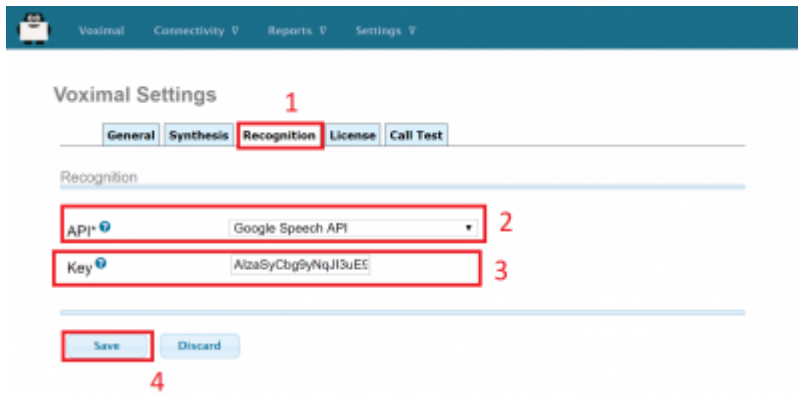 Voximal Connectivity ∇ Reports ∇ Settings ∇
Voximal Settings
1
General Synthesis Recognition License Call Test
Recognition
API* ? Google Speech API ▼ 2
Key ? 3
Save Discard
4